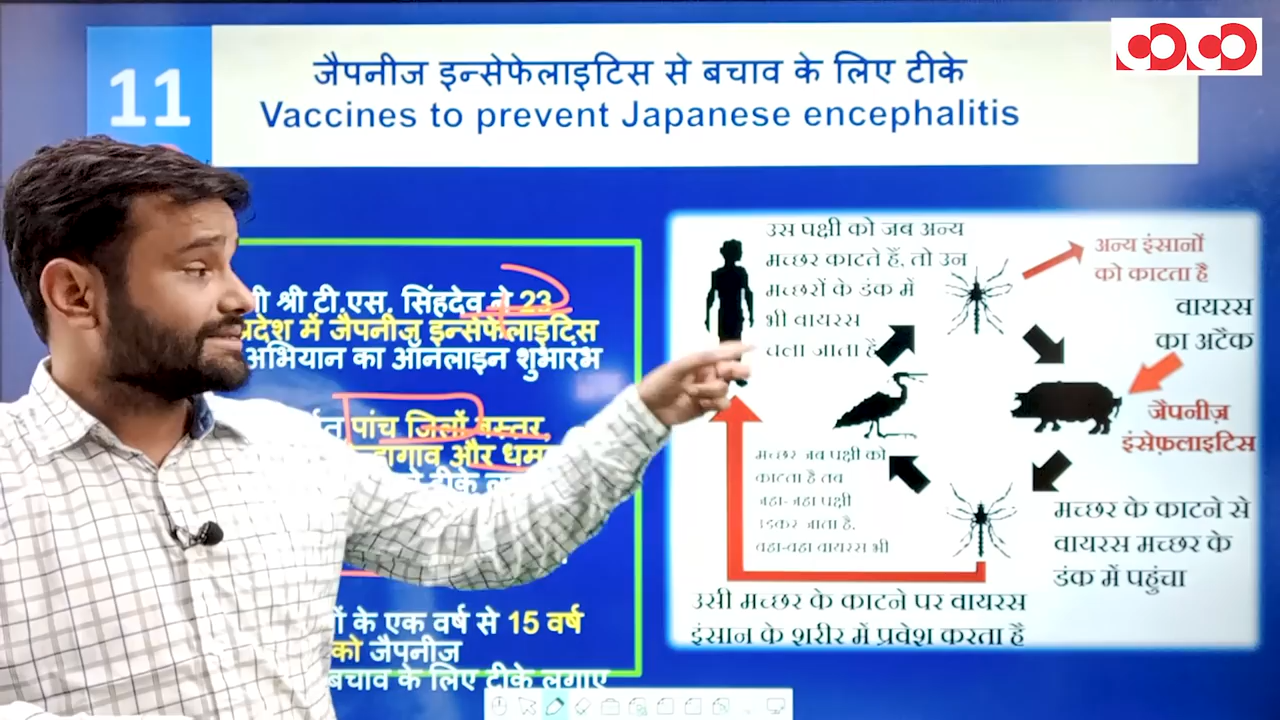 11
जैपनीज इन्सेफेलाइटिस से बचाव के लिए टीके
Vaccines to prevent Japanese encephalitis
श्री टी.एस. सिंहदेव ने 23
में जैपनीज इन्सेफेलाइटिस
अभियान का ऑनलाइन शुभारंभ
पांच जिलों बस्तर,
और
टीके
के एक वर्ष से 15 वर्ष
को जैपनीज
बचाव के लिए टीके लगाए
उस पक्षी को जब अन्य
मच्छर काटते हैं, तो उन
मच्छरों के डंक में
भी वायरस
चला जाता है
अन्य इंसानों
को काटता है
वायरस
का अटैक
जैपनीज़
इंसेफ़लाइटिस
मच्छर जब पक्षी को
काटता है तब
जहा-जहा पक्षी
उड़कर जाता है,
वहा-वहा वायरस भी
मच्छर के काटने से
वायरस मच्छर के
डंक में पहुंचा
उसी मच्छर के काटने पर वायरस
इंसान के शरीर में प्रवेश करता है